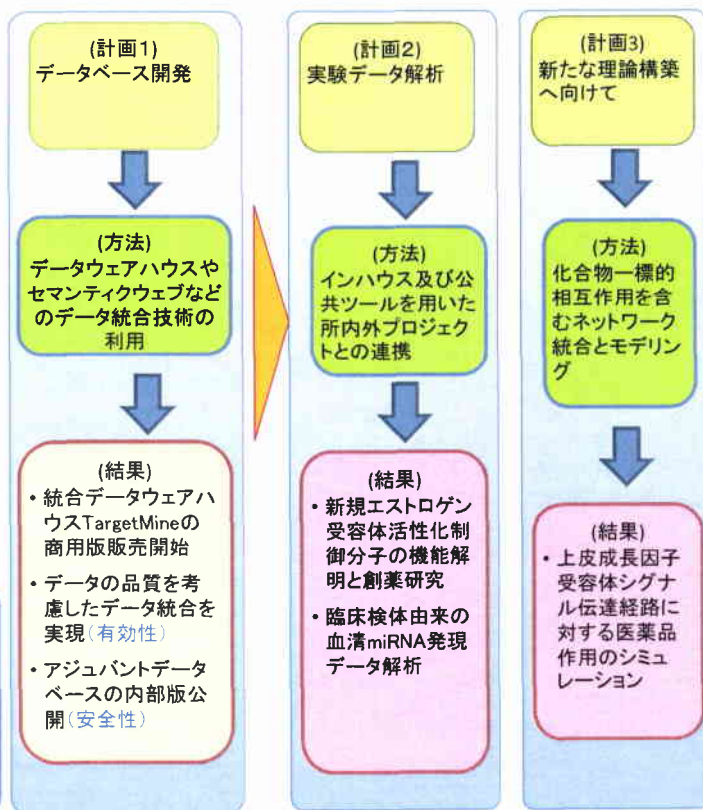 (計画1)
データベース開発
(方法)
データウェアハウスや
セマンティクウェブなど
のデータ統合技術の
利用
(結果)
・統合データウェアハ
ウスTargetMineの
商用版販売開始
・データの品質を考
慮したデータ統合を
実現(有効性)
・アジュバントデータ
ベースの内部版公
開(安全性)
(計画2)
実験データ解析
(方法)
インハウス及び公
共ツールを用いた
所内外プロジェク
トとの連携
(結果)
・新規エストロゲン
受容体活性化制
御分子の機能解
明と創薬研究
・臨床検体由来の
血清miRNA発現
データ解析
(計画3)
新たな理論構築
へ向けて
(方法)
化合物ー標的
相互作用を含
むネットワーク
統合とモデリン
グ
(結果)
・上皮成長因子
受容体シグナ
ル伝達経路に
対する医薬品
作用のシミュ
レーション